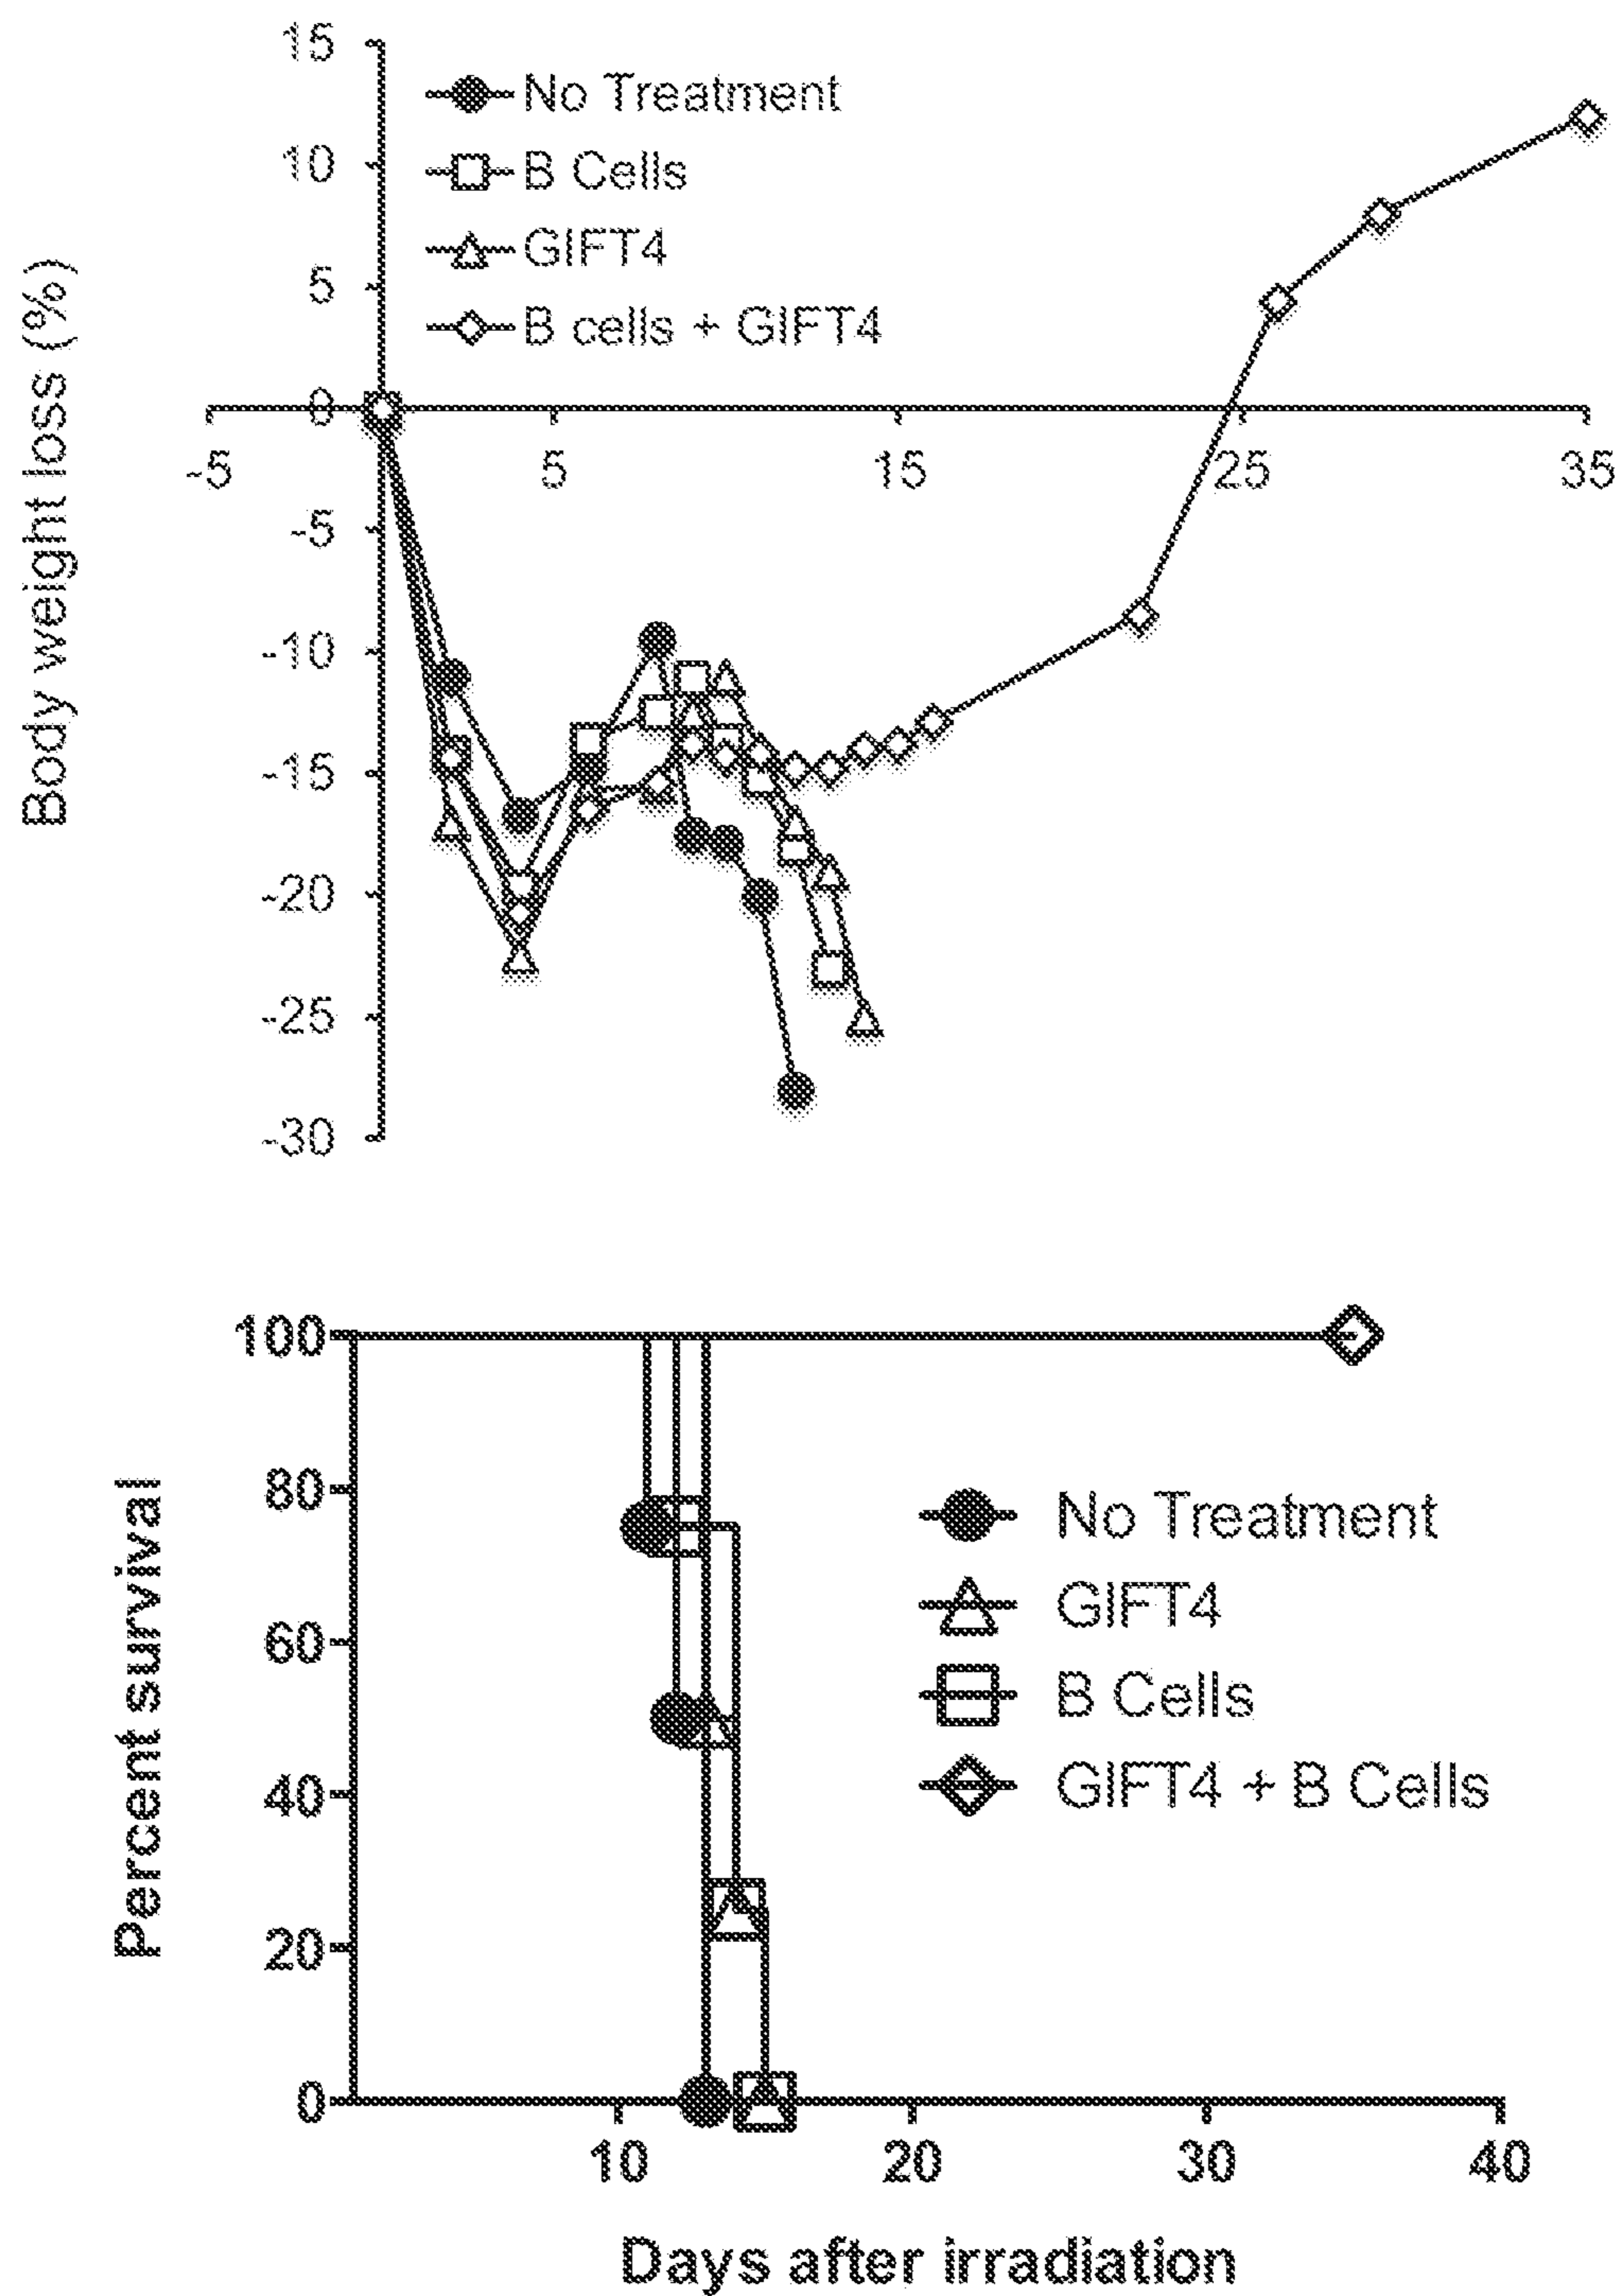 15
10
5
0
-5
-10
-15
-20
-25
-30
Body weight loss (%)
No Treatment
B Cells
GIFT4
B cells + GIFT4
-5 5 15 25 35
100
80
60
40
20
0
Percent survival
No Treatment
GIFT4
B Cells
GIFT4 + B Cells
10 20 30 40
Days after irradiation